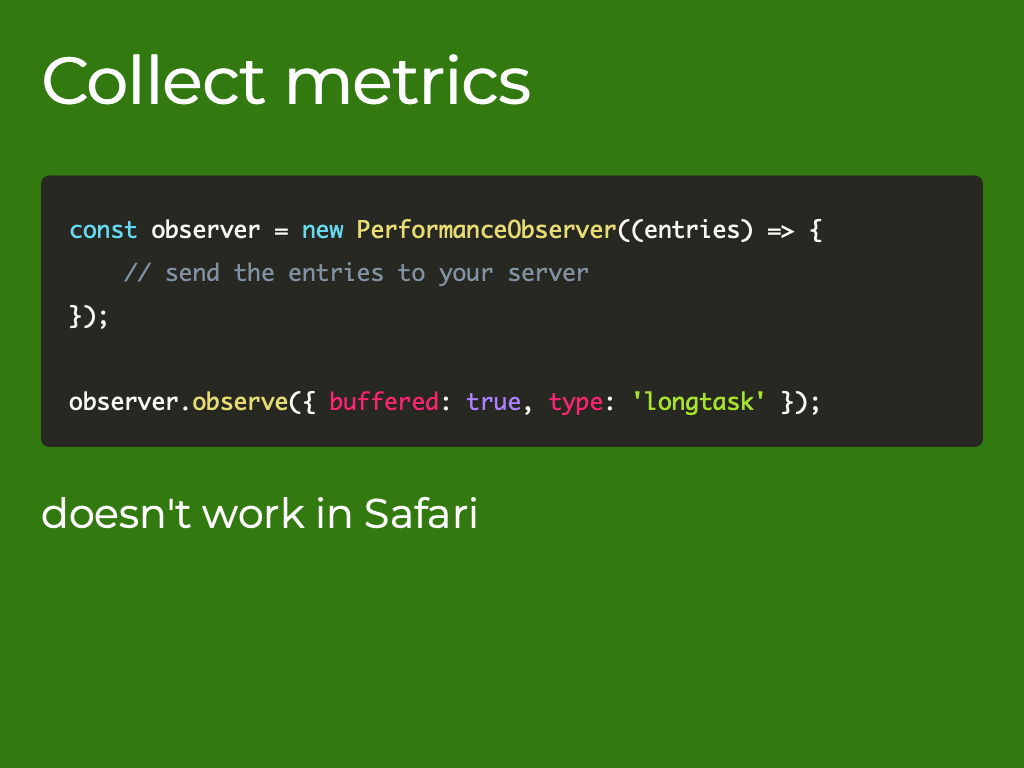 Collect metrics
const observer = new PerformanceObserver((entries) => {
    // send the entries to your server
});
observer.observe({ buffered: true, type: 'longtask' });
doesn't work in Safari